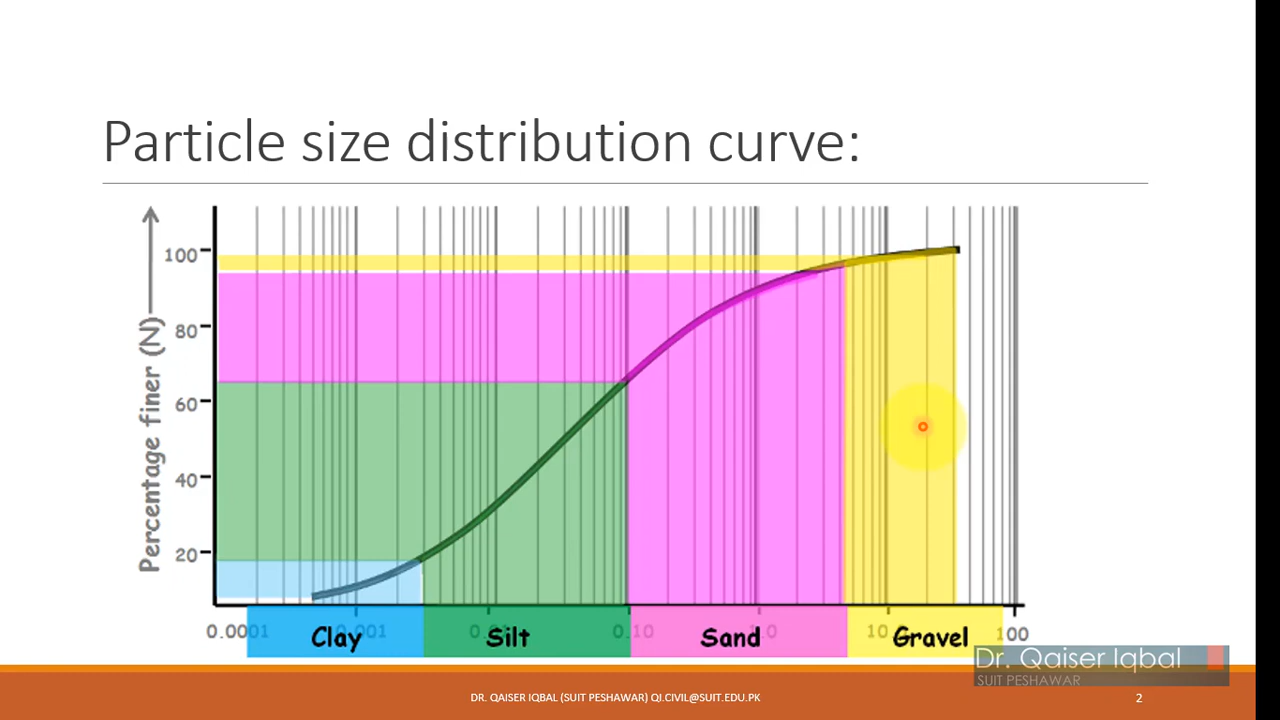 Particle size distribution curve:
Percentage finer (N)
100
80
60
40
20
0.0001 0.001 0.01 0.10 1.0 10.0 100
Clay Silt Sand Gravel
Dr. Qaiser Iqbal
SUIT PESHAWAR
DR. QAISER IQBAL (SUIT PESHAWAR) QI.CIVIL@SUIT.EDU.PK 2